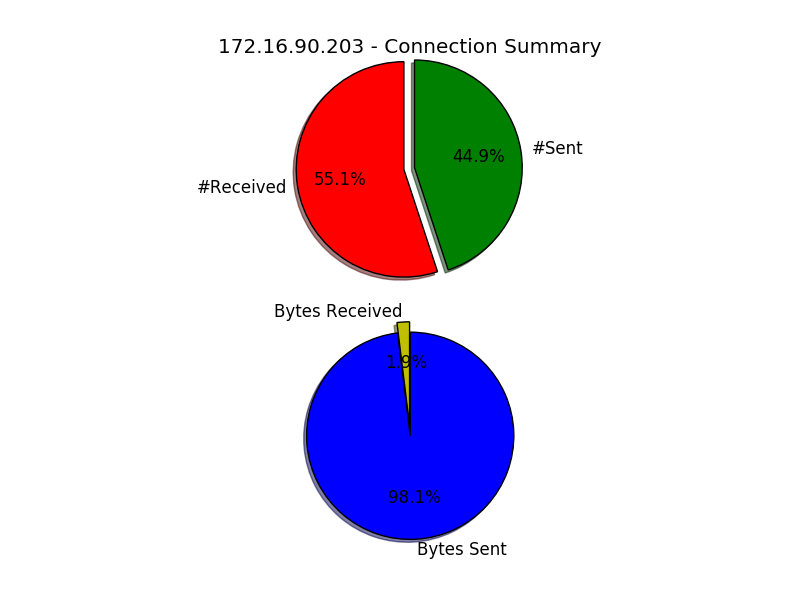 172.16.90.203 - Connection Summary
44.9%
#Sent
55.1%
#Received
Bytes Received
1.9%
98.1%
Bytes Sent